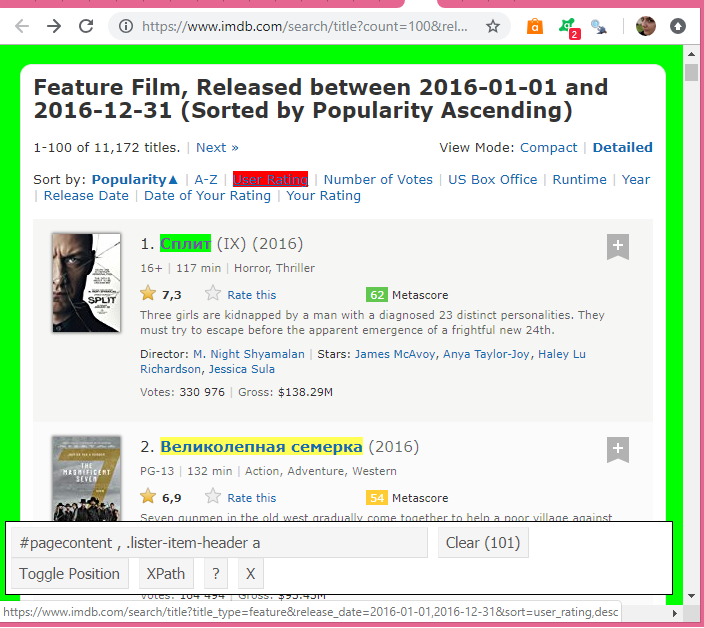 https://www.imdb.com/search/title?count=100&rel...
2
Feature Film, Released between 2016-01-01 and
2016-12-31 (Sorted by Popularity Ascending)
1-100 of 11,172 titles. | Next »
View Mode: Compact | Detailed
Sort by: Popularity▲ | A-Z | User Rating | Number of Votes | US Box Office | Runtime | Year
| Release Date | Date of Your Rating | Your Rating
SPLIT
1. Сплит (IX) (2016)
16+ | 117 min | Horror, Thriller
7,3 Rate this 62 Metascore
Three girls are kidnapped by a man with a diagnosed 23 distinct personalities. They
must try to escape before the apparent emergence of a frightful new 24th.
Director: M. Night Shyamalan | Stars: James McAvoy, Anya Taylor-Joy, Haley Lu
Richardson, Jessica Sula
Votes: 330 976 | Gross: $138.29M
THE
MAGNIFICENT
SEVEN
2. Великолепная семерка (2016)
PG-13 | 132 min | Action, Adventure, Western
6,9 Rate this 54 Metascore
Seven gunmen in the old west gradually come together to help a poor village against
#pagecontent , .lister-item-header a
Clear (101)
Toggle Position XPath ? X
Votes: 164 494 | Gross: $93.43M
https://www.imdb.com/search/title?title_type=feature&release_date=2016-01-01,2016-12-31&sort=user_rating,desc